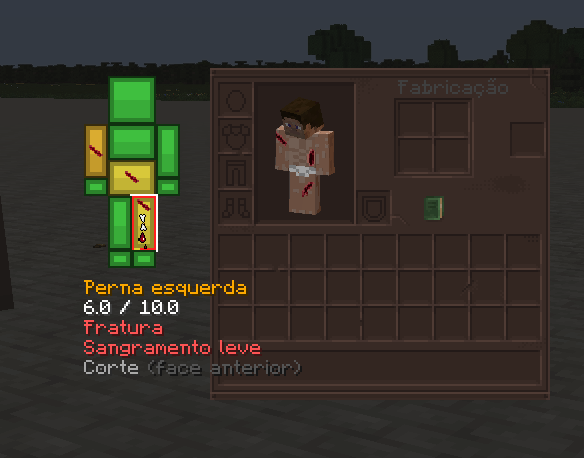 Fabricação
Perna esquerda
6.0 / 10.0
Fratura
Sangramento leve
Corte (face anterior)